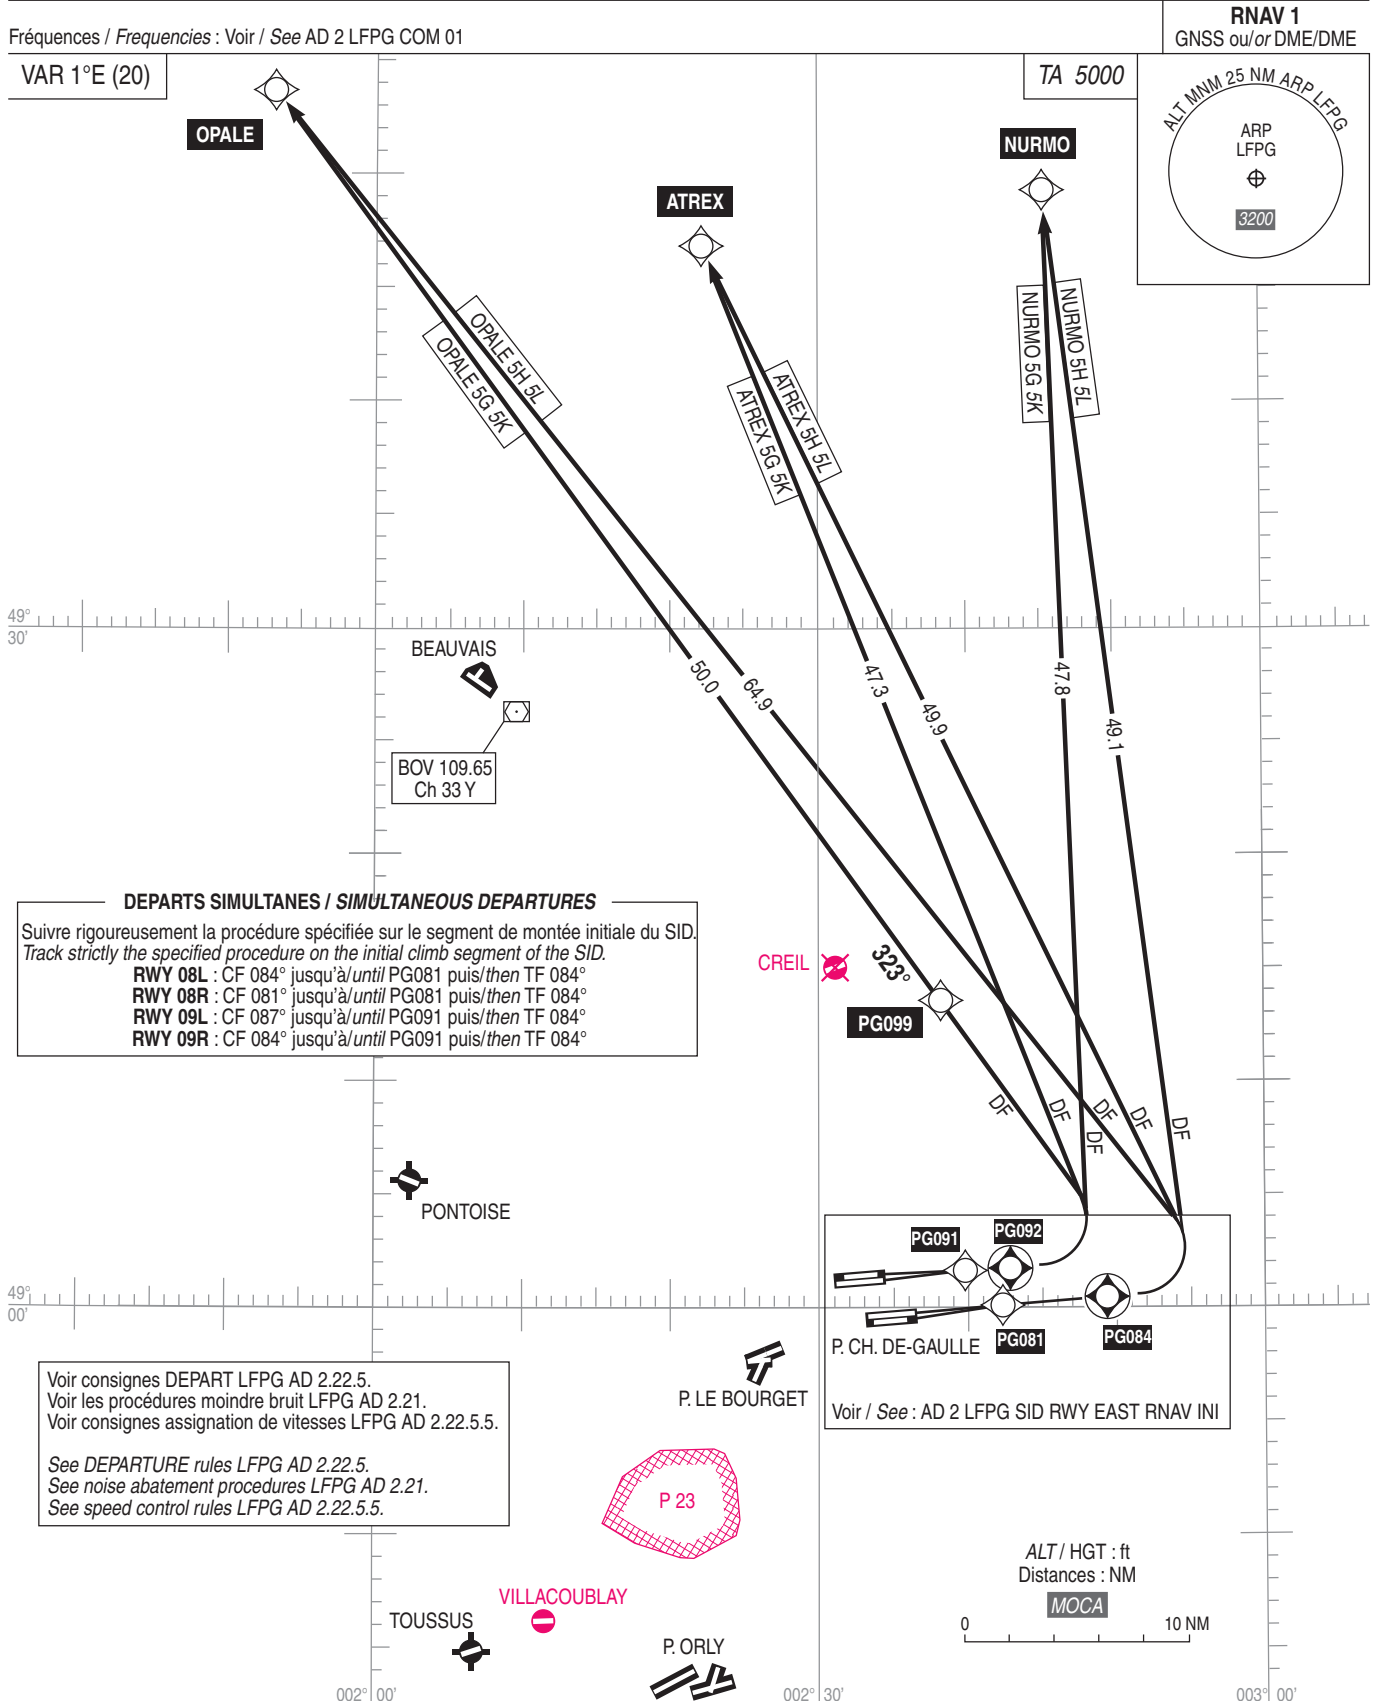 Fréquences / Frequencies : Voir / See AD 2 LFPG COM 01
RNAV 1
GNSS ou/or DME/DME
VAR 1°E (20)
TA 5000
ALT MNM 25 NM ARP LFPG
ARP
LFPG
3200
OPALE
ATREX
NURMO
OPALE 5H 5L
OPALE 5G 5K
ATREX 5H 5L
ATREX 5G 5K
NURMO 5G 5K
NURMO 5H 5L
49°
30'
BEAUVAIS
BOV 109.65
Ch 33 Y
50.0
64.9
47.3
49.9
47.8
49.1
DEPARTS SIMULTANES / SIMULTANEOUS DEPARTURES
Suivre rigoureusement la procédure spécifiée sur le segment de montée initiale du SID.
Track strictly the specified procedure on the initial climb segment of the SID.
RWY 08L : CF 084° jusqu'à/until PG081 puis/then TF 084°
RWY 08R : CF 081° jusqu'à/until PG081 puis/then TF 084°
RWY 09L : CF 087° jusqu'à/until PG091 puis/then TF 084°
RWY 09R : CF 084° jusqu'à/until PG091 puis/then TF 084°
CREIL
323°
PG099
DF
DF
DF
DF
DF
DF
PONTOISE
PG091
PG092
49°
00'
P. CH. DE-GAULLE
PG081
PG084
Voir / See : AD 2 LFPG SID RWY EAST RNAV INI
P. LE BOURGET
Voir consignes DEPART LFPG AD 2.22.5.
Voir les procédures moindre bruit LFPG AD 2.21.
Voir consignes assignation de vitesses LFPG AD 2.22.5.5.
See DEPARTURE rules LFPG AD 2.22.5.
See noise abatement procedures LFPG AD 2.21.
See speed control rules LFPG AD 2.22.5.5.
P 23
ALT / HGT : ft
Distances : NM
MOCA
0 10 NM
VILLACOUBLAY
TOUSSUS
P. ORLY
002° 00'
002° 30'
003° 00'